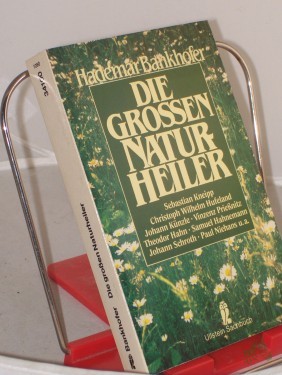 Hademar Bankhofer
DIE
GROSSEN
NATUR
HEILER
Sebastian Kneipp
Christoph Wilhelm Hufeland
Johann Künzle · Vinzenz Prießnitz
Theodor Hahn · Samuel Hahnemann
Johann Schroth · Paul Niehans u.a.
Ullstein Sachbuch
Bankhofer Die großen Naturheiler